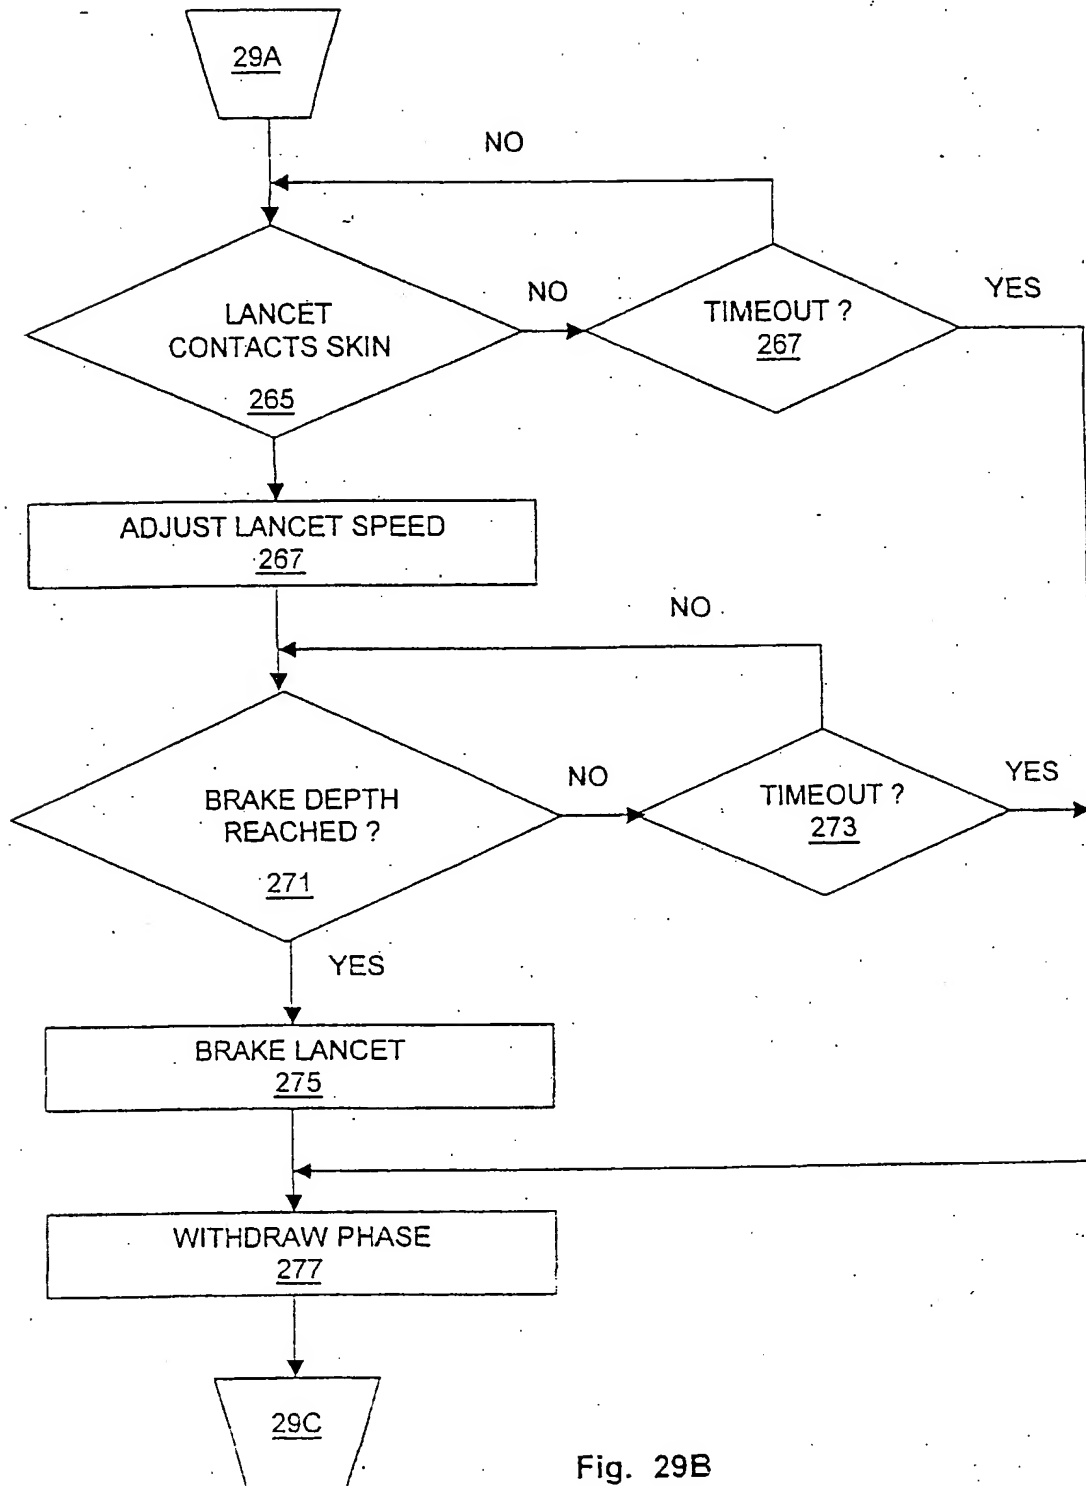 29A
NO
LANCET
CONTACTS SKIN
265
NO
TIMEOUT ?
267
YES
ADJUST LANCET SPEED
267
NO
BRAKE DEPTH
REACHED ?
271
NO
TIMEOUT ?
273
YES
YES
BRAKE LANCET
275
WITHDRAW PHASE
277
29C
Fig. 29B